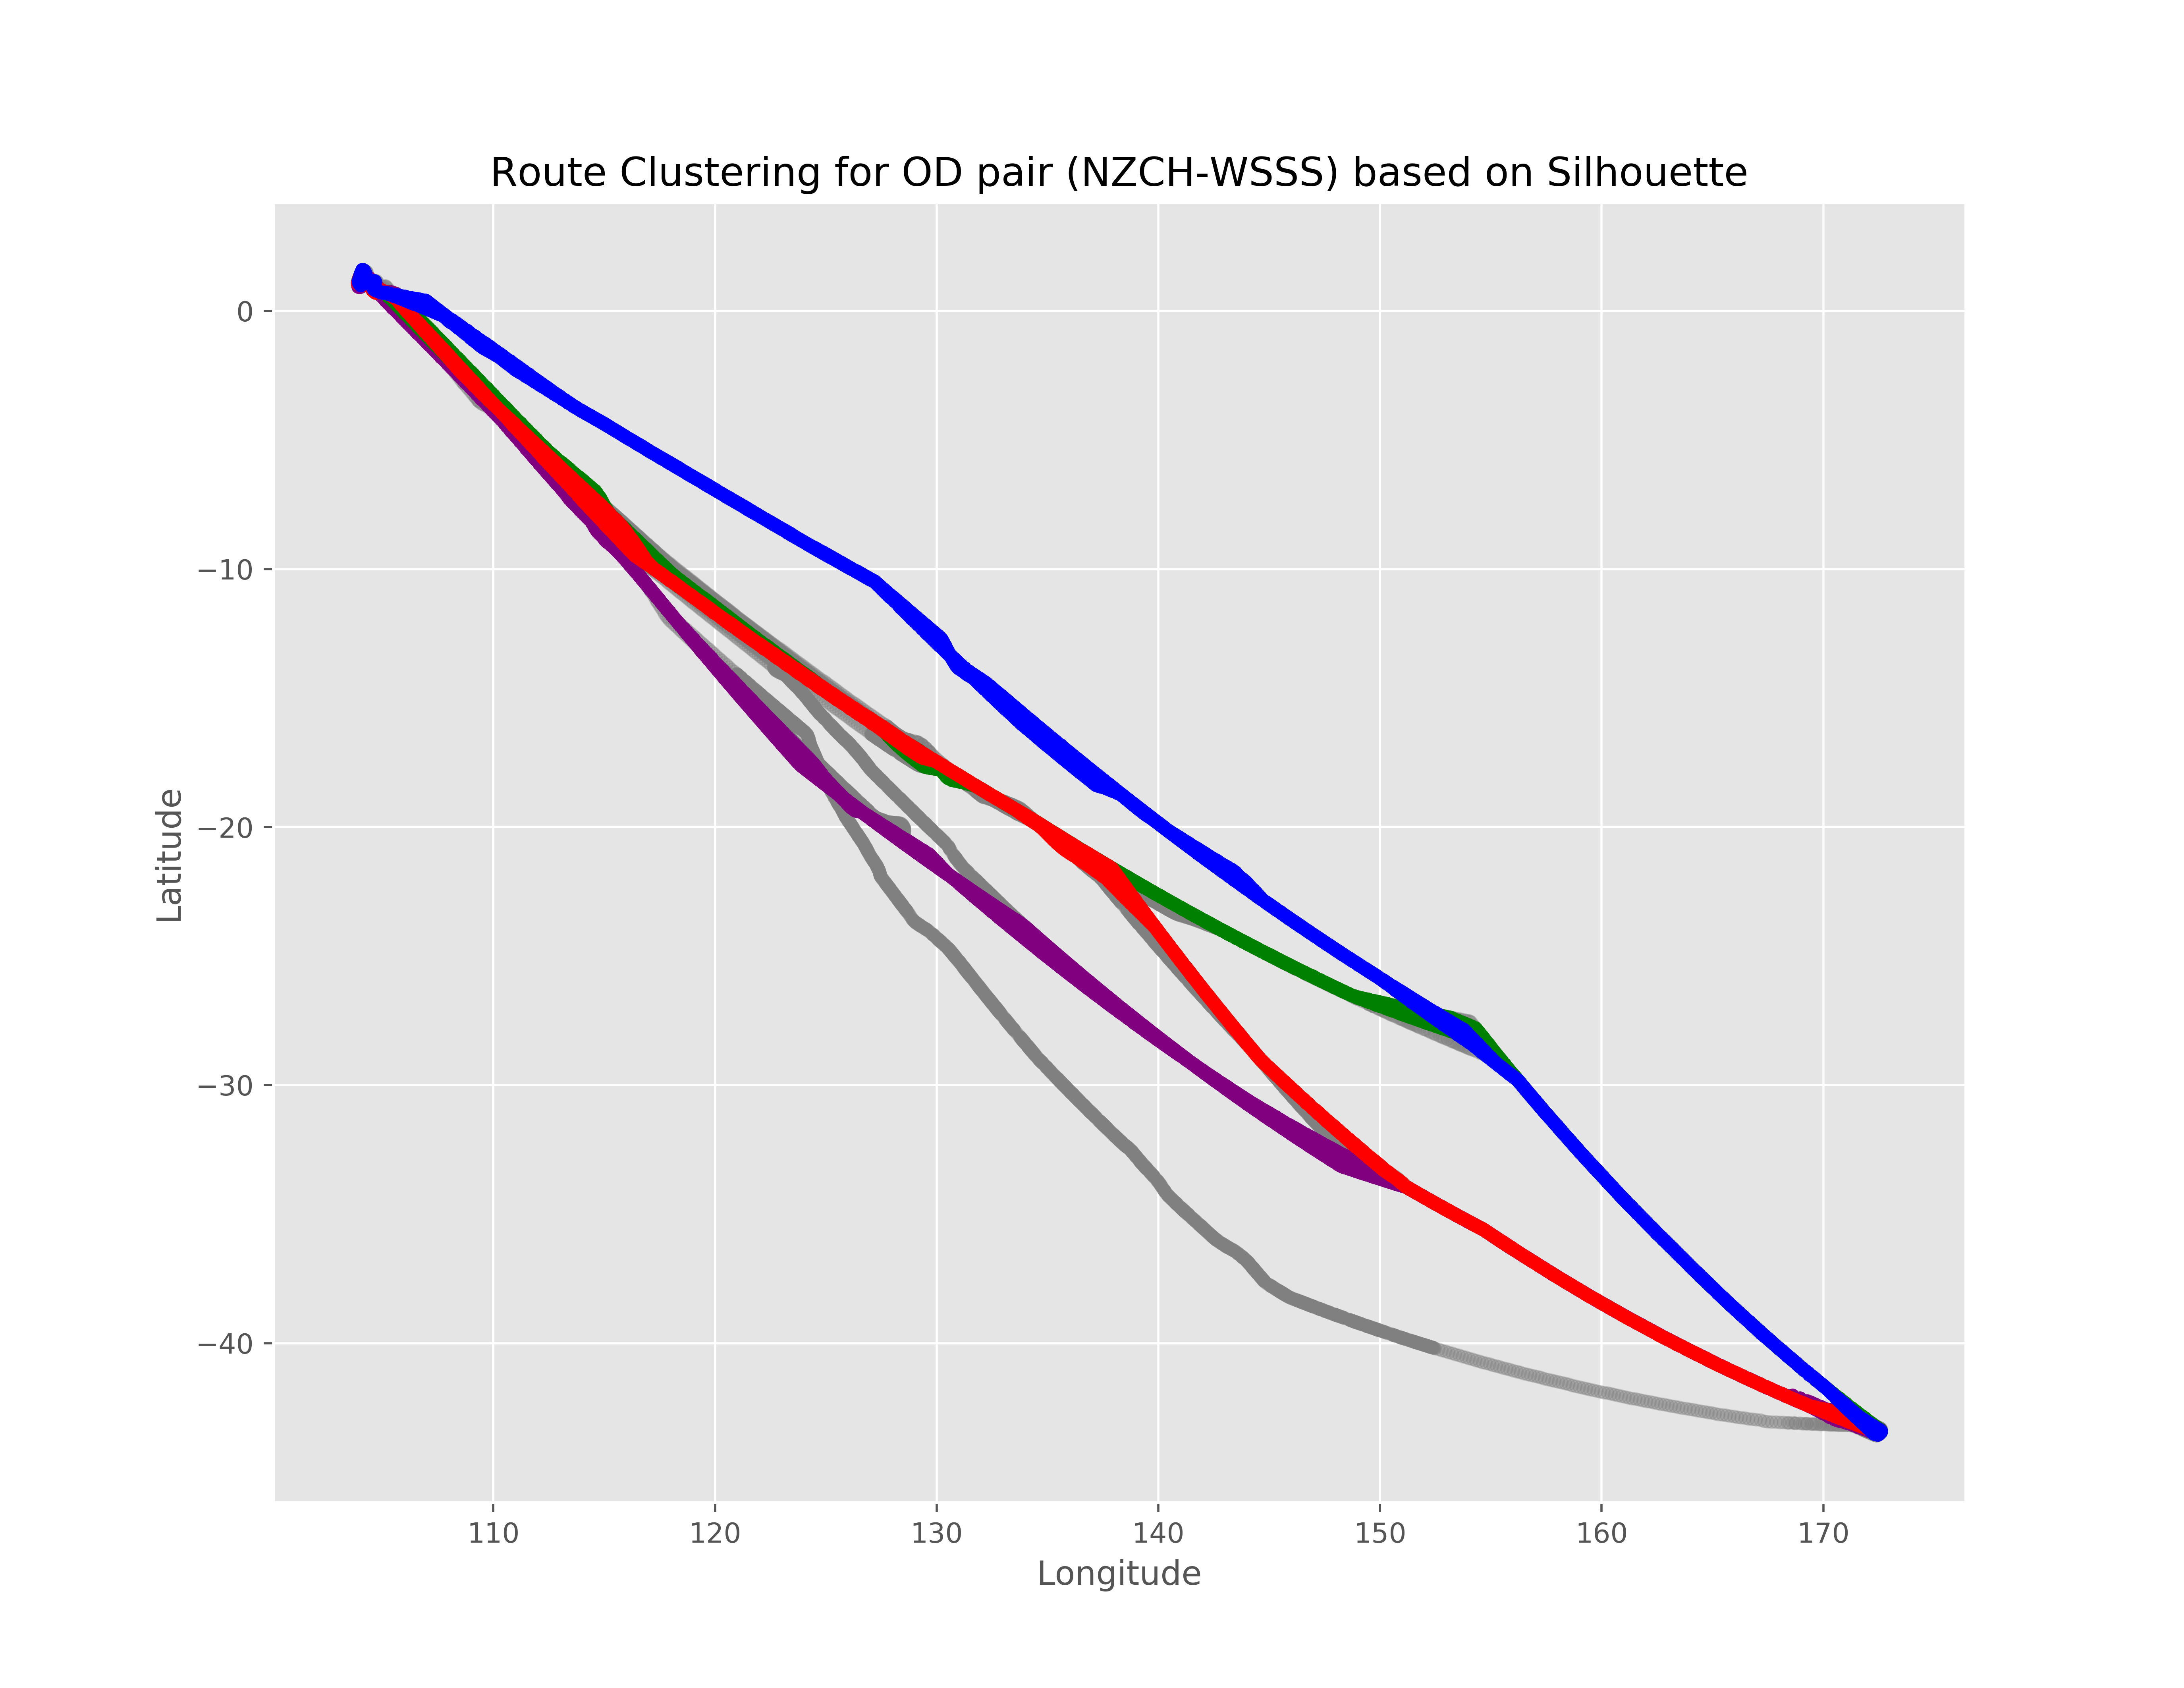 Route Clustering for OD pair (NZCH-WSSS) based on Silhouette
0
−10
−20
−30
−40
Latitude
110 120 130 140 150 160 170
Longitude